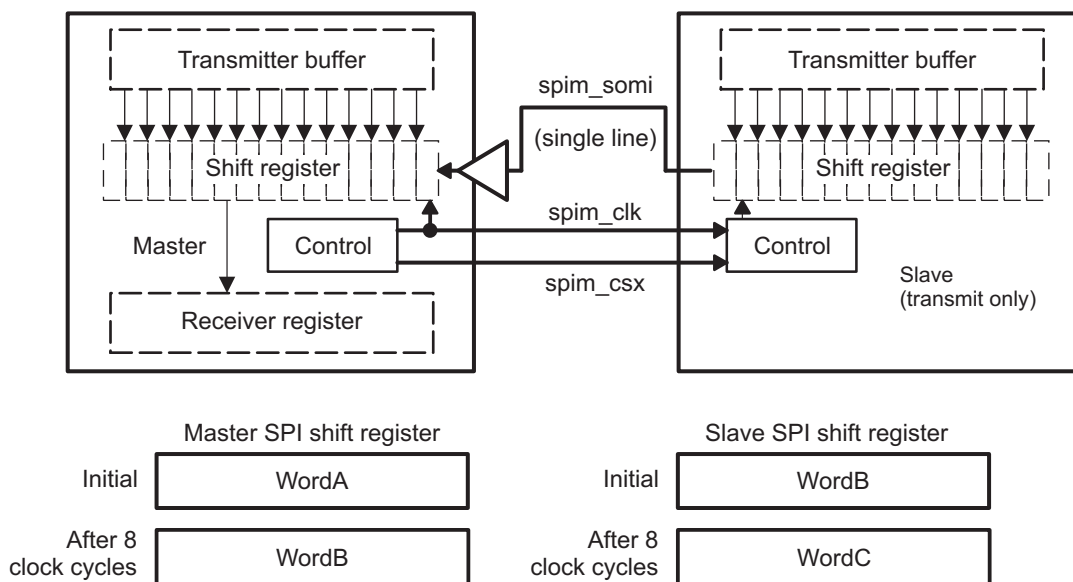 Transmitter buffer
Transmitter buffer
spim_somi
(single line)
Shift register
Shift register
spim_clk
Master
Control
Control
spim_csx
Slave
(transmit only)
Receiver register
Master SPI shift register
Slave SPI shift register
Initial
WordA
Initial
WordB
After 8
clock cycles
WordB
After 8
clock cycles
WordC